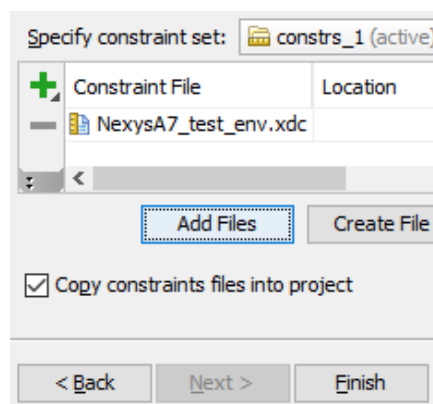 Specify constraint set: constrs_1 (active)
Constraint File Location
NexysA7_test_env.xdc
Add Files Create File
Copy constraints files into project
< Back Next > Finish